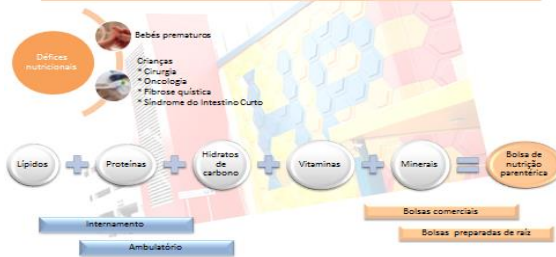 Défices
nutricionais
Bebés prematuros
Crianças
* Cirurgia
* Oncologia
* Fibrose quística
* Síndrome do Intestino Curto
Lípidos
Proteínas
Hidratos
de
carbono
Vitaminas
Minerais
Bolsa de
nutrição
parentérica
Internamento
Ambulatório
Bolsas comerciais
Bolsas preparadas de raíz